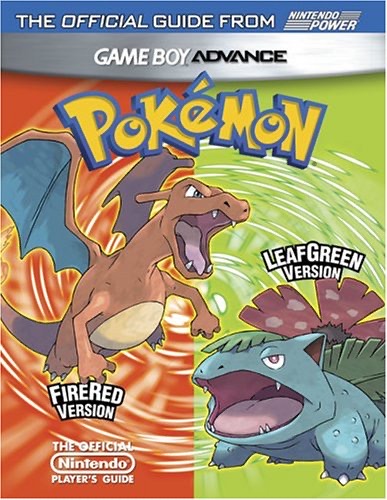 THE OFFICIAL GUIDE FROM NINTENDO POWER
GAME BOY ADVANCE
POKéMON
LEAFGREEN
VERSION
FIRERED
VERSION
THE OFFICIAL
Nintendo
PLAYER'S GUIDE